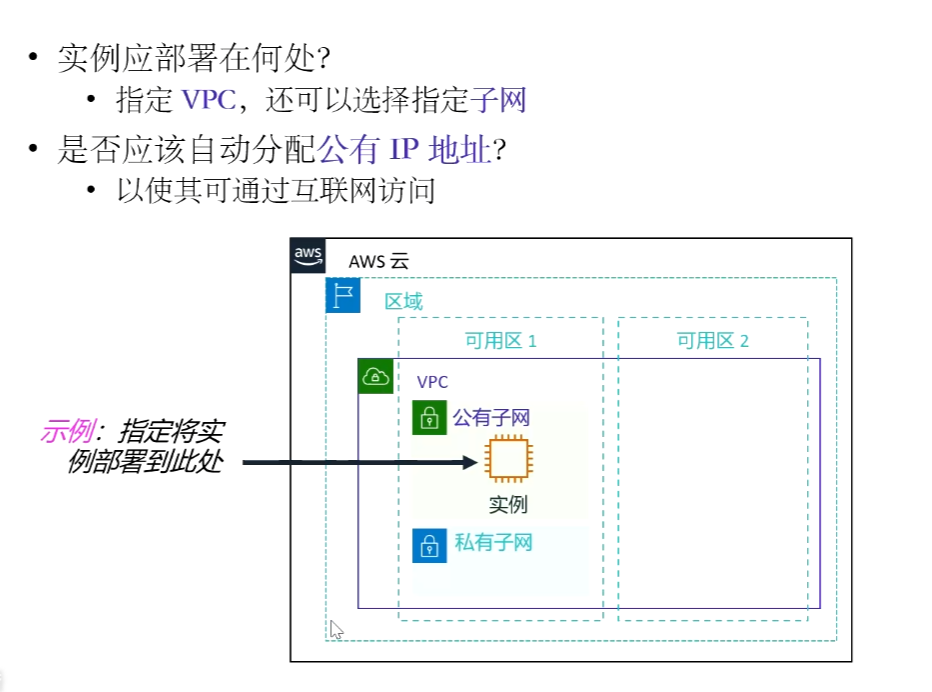 • 实例应部署在何处？
• 指定 VPC，还可以选择指定子网
• 是否应该自动分配公有 IP 地址？
• 以使其可通过互联网访问
aws
AWS 云
区域
可用区 1
可用区 2
VPC
公有子网
示例：指定将实
例部署到此处
实例
私有子网